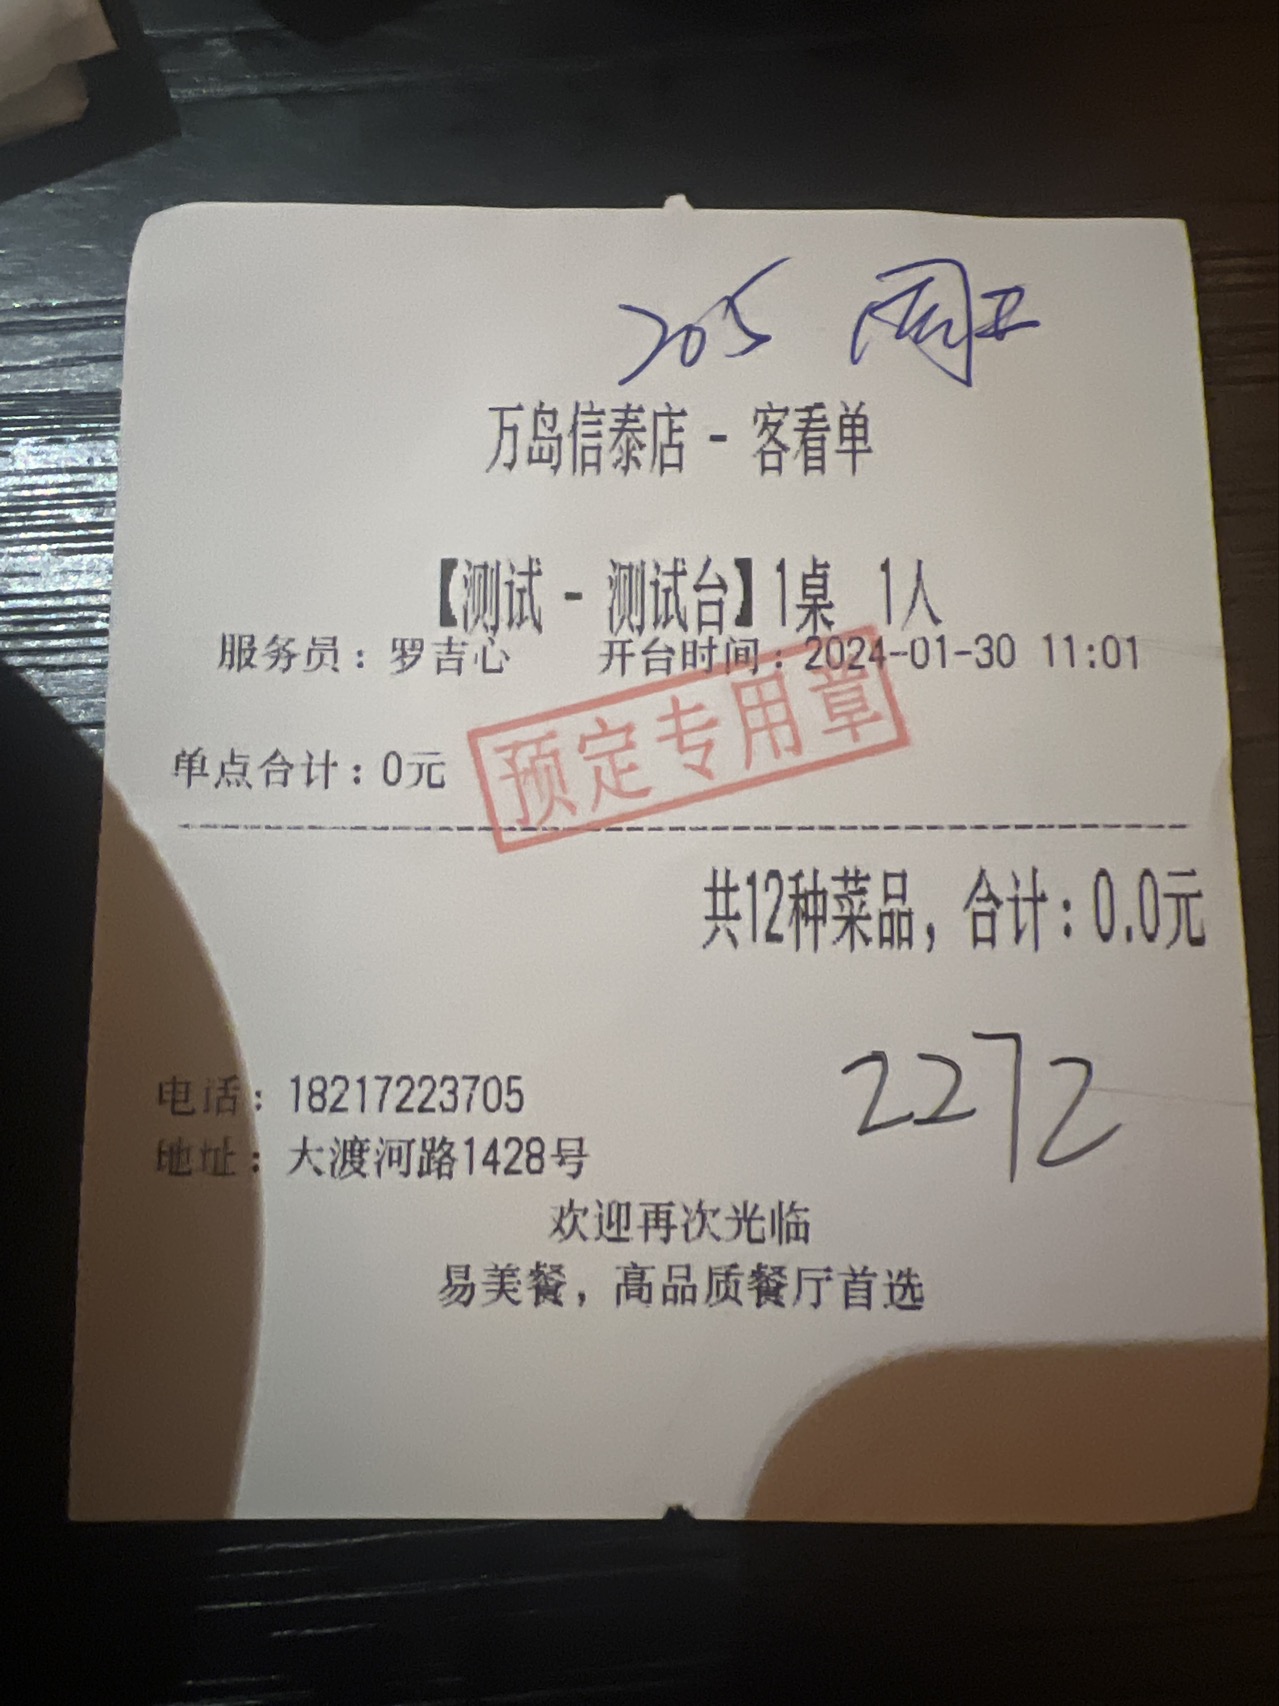 205
万岛信泰店 - 客看单
【测试 - 测试台】1桌 1人
服务员：罗吉心 开台时间：2024-01-30 11:01
预定专用章
单点合计：0元
共12种菜品，合计：0.0元
2272
电话：18217223705
地址：大渡河路1428号
欢迎再次光临
易美餐，高品质餐厅首选